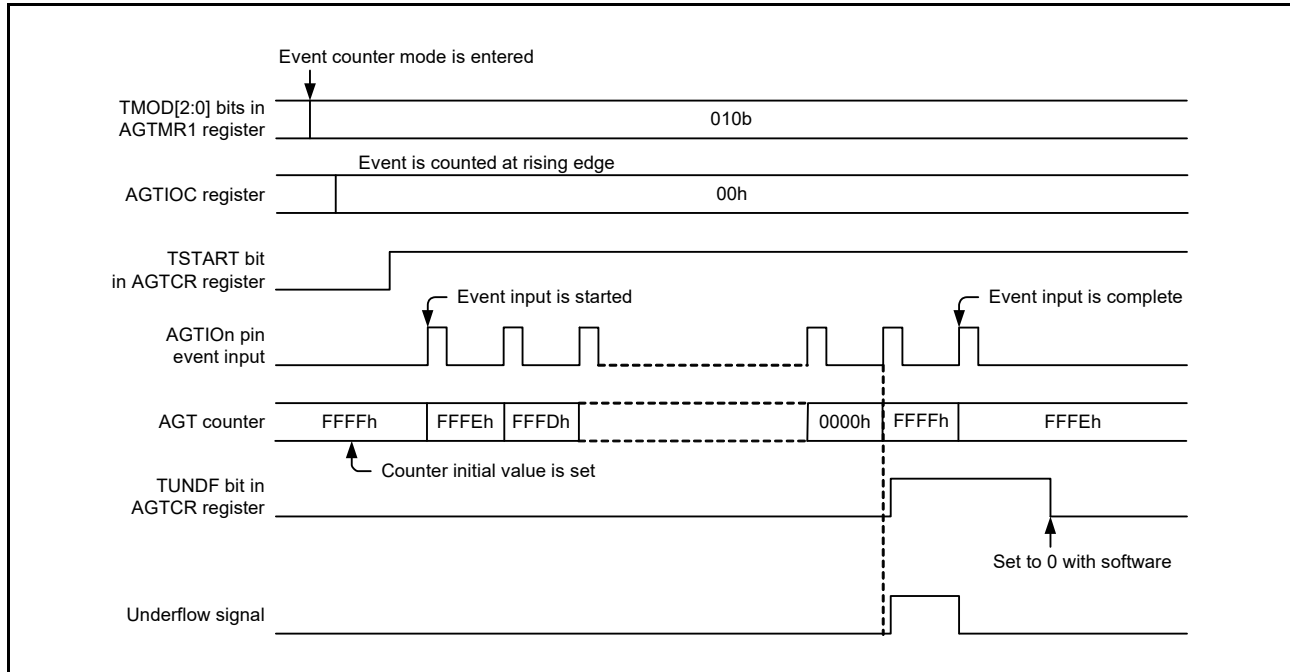 Event counter mode is entered
TMOD[2:0] bits in
AGTMR1 register
010b
Event is counted at rising edge
AGTIOC register
00h
TSTART bit
in AGTCR register
Event input is started
Event input is complete
AGTIOn pin
event input
AGT counter
FFFFh
FFFEh
FFFDh
0000h
FFFFh
FFFEh
Counter initial value is set
TUNDF bit in
AGTCR register
Set to 0 with software
Underflow signal